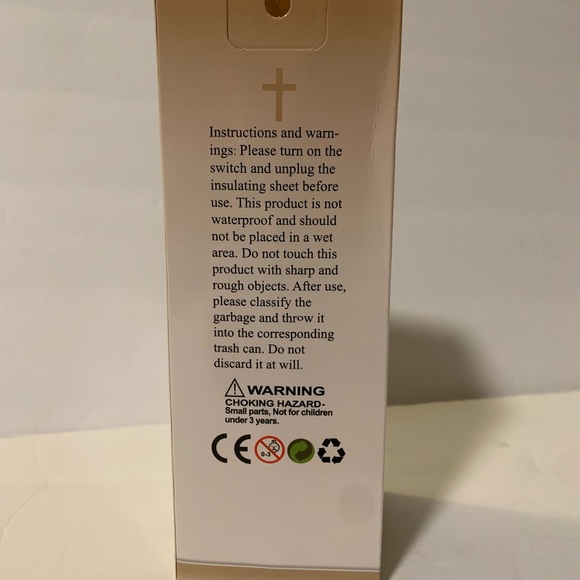 Instructions and warn-
ings: Please turn on the
switch and unplug the
insulating sheet before
use. This product is not
waterproof and should
not be placed in a wet
area. Do not touch this
product with sharp and
rough objects. After use,
please classify the
garbage and throw it
into the corresponding
trash can. Do not
discard it at will.
WARNING
CHOKING HAZARD-
Small parts, Not for children
under 3 years.
CE 0-3